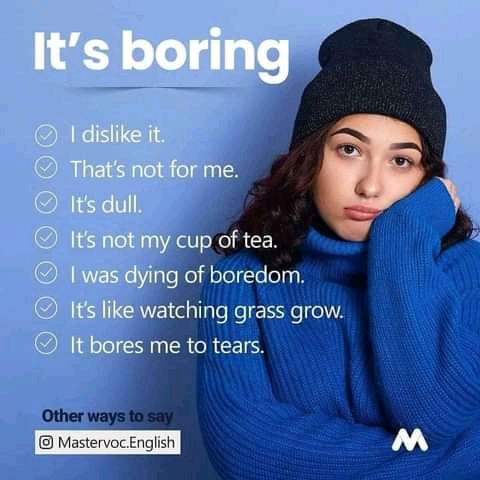 It's boring
I dislike it.
That's not for me.
It's dull.
It's not my cup of tea.
I was dying of boredom.
It's like watching grass grow.
It bores me to tears.
Other ways to say
Mastervoc.English
M